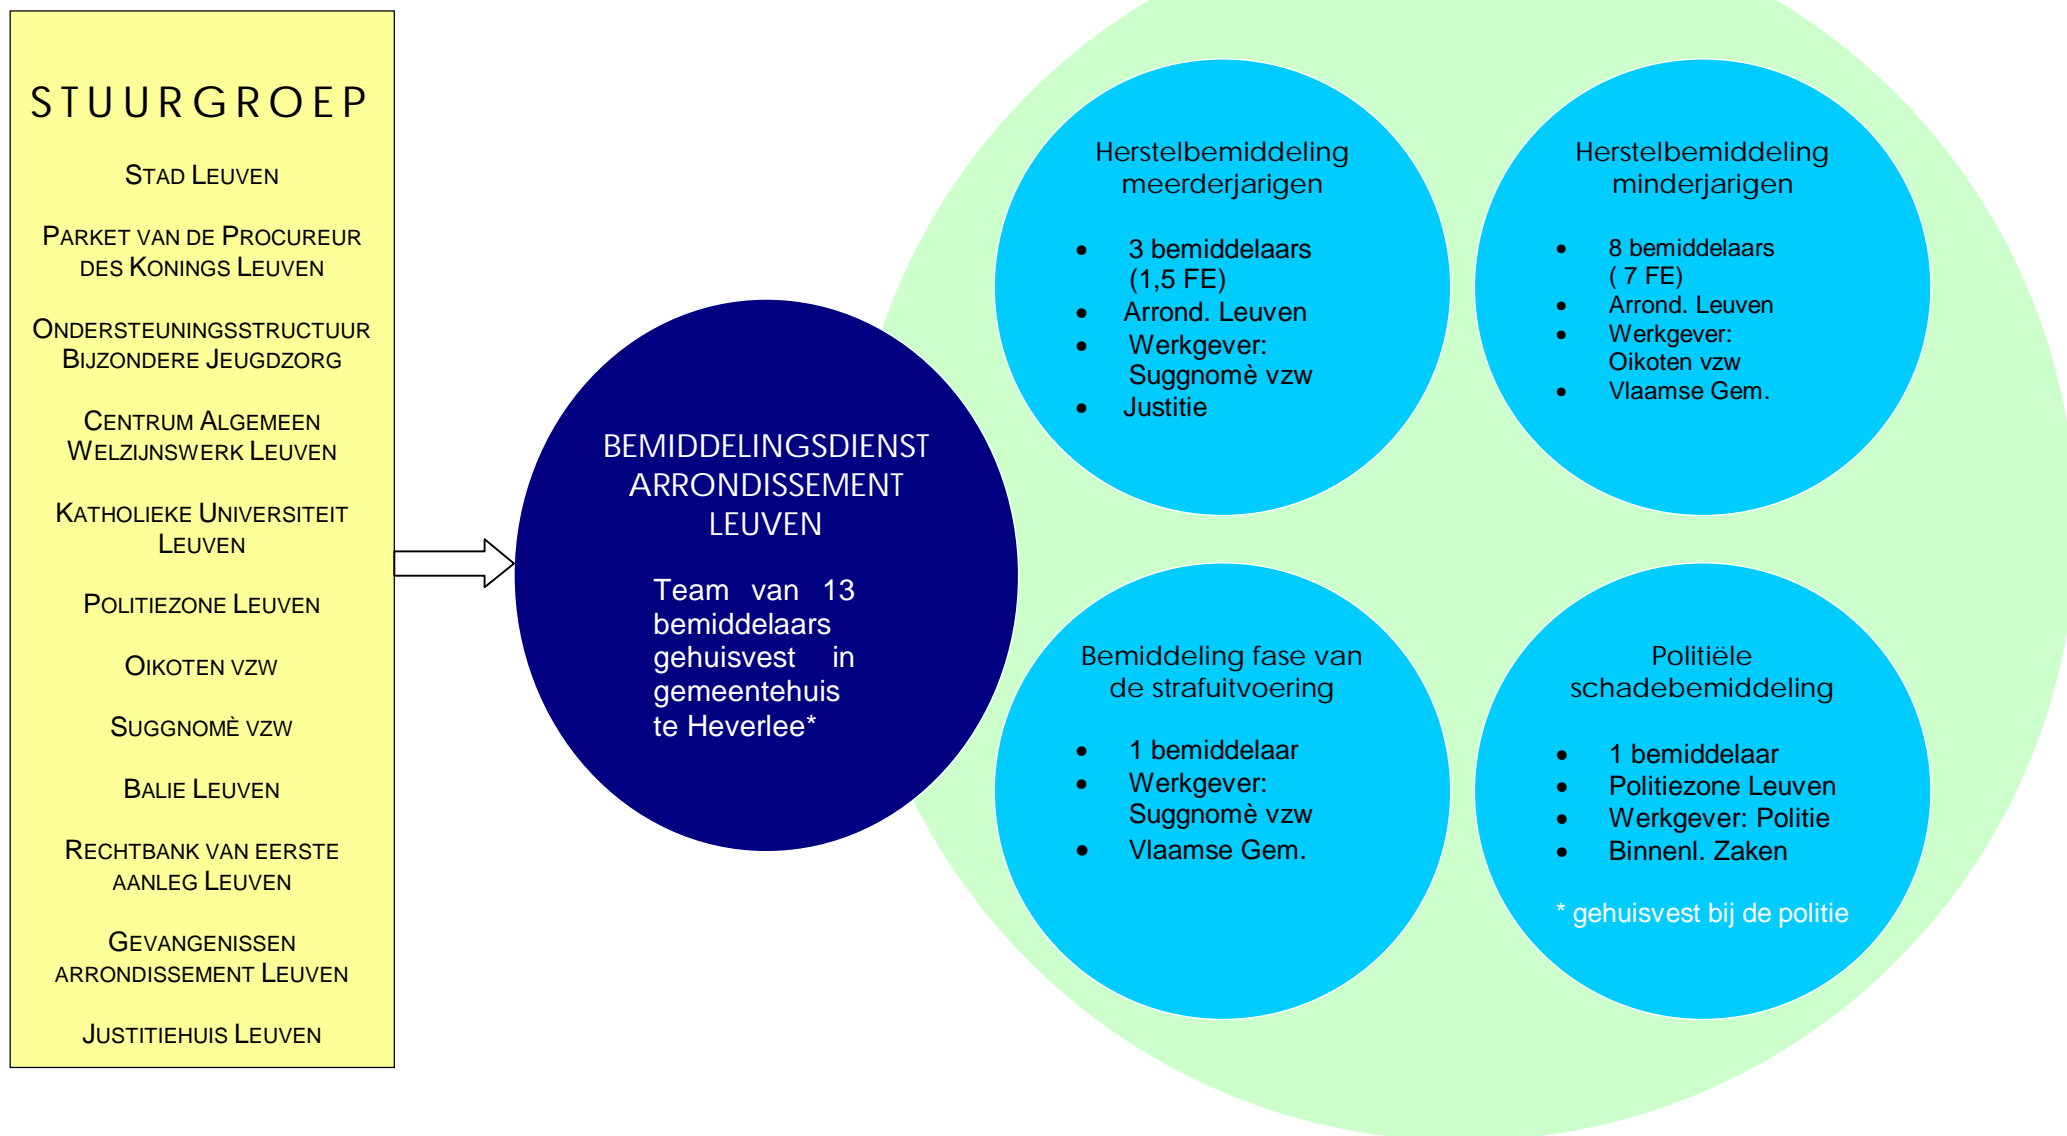 STUURGROEP
STAD LEUVEN
PARKET VAN DE PROCUREUR
DES KONINGS LEUVEN
ONDERSTEUNINGSSTRUCTUUR
BIJZONDERE JEUGDZORG
CENTRUM ALGEMEEN
WELZIJNSWERK LEUVEN
KATHOLIEKE UNIVERSITEIT
LEUVEN
POLITIEZONE LEUVEN
OIKOTEN VZW
SUGGNOMÈ VZW
BALIE LEUVEN
RECHTBANK VAN EERSTE
AANLEG LEUVEN
GEVANGENISSEN
ARRONDISSEMENT LEUVEN
JUSTITIEHUIS LEUVEN
BEMIDDELINGSDIENST
ARRONDISSEMENT
LEUVEN
Team van 13
bemiddelaars
gehuisvest in
gemeentehuis
te Heverlee*
Herstelbemiddeling
meerderjarigen
• 3 bemiddelaars
(1,5 FE)
• Arrond. Leuven
• Werkgever:
Suggnomè vzw
• Justitie
Herstelbemiddeling
minderjarigen
• 8 bemiddelaars
( 7 FE)
• Arrond. Leuven
• Werkgever:
Oikoten vzw
• Vlaamse Gem.
Bemiddeling fase van
de strafuitvoering
• 1 bemiddelaar
• Werkgever:
Suggnomè vzw
• Vlaamse Gem.
Politiële
schadebemiddeling
• 1 bemiddelaar
• Politiezone Leuven
• Werkgever: Politie
• Binnenl. Zaken
* gehuisvest bij de politie